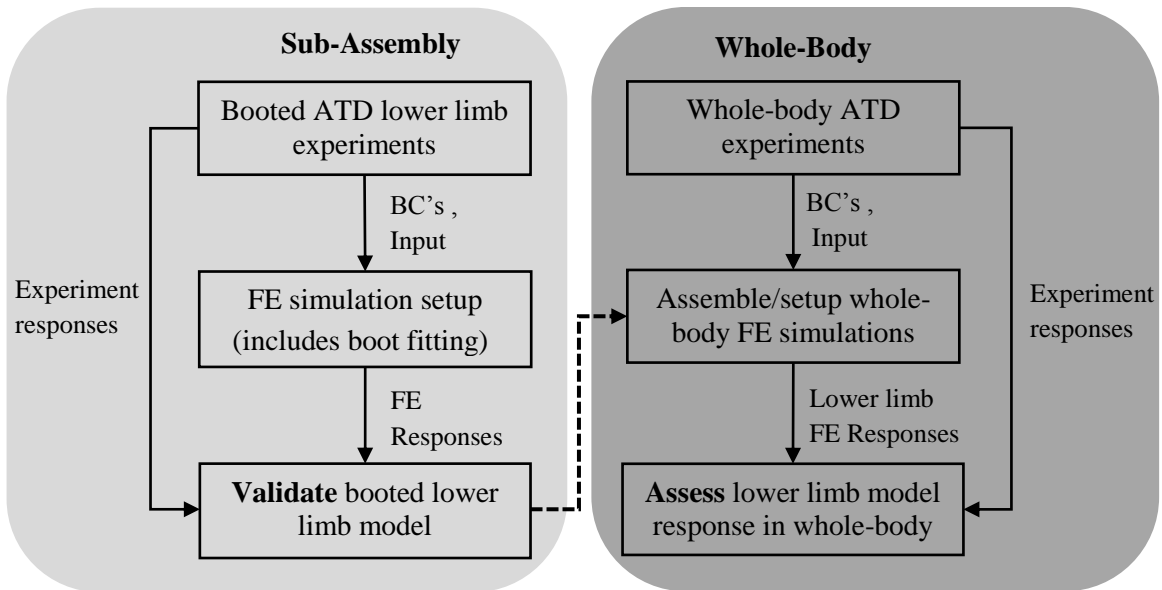 Sub-Assembly
Booted ATD lower limb
experiments
BC's ,
Input
Experiment
responses
FE simulation setup
(includes boot fitting)
FE
Responses
Validate booted lower
limb model
Whole-Body
Whole-body ATD
experiments
BC's ,
Input
Assemble/setup whole-
body FE simulations
Experiment
responses
Lower limb
FE Responses
Assess lower limb model
response in whole-body